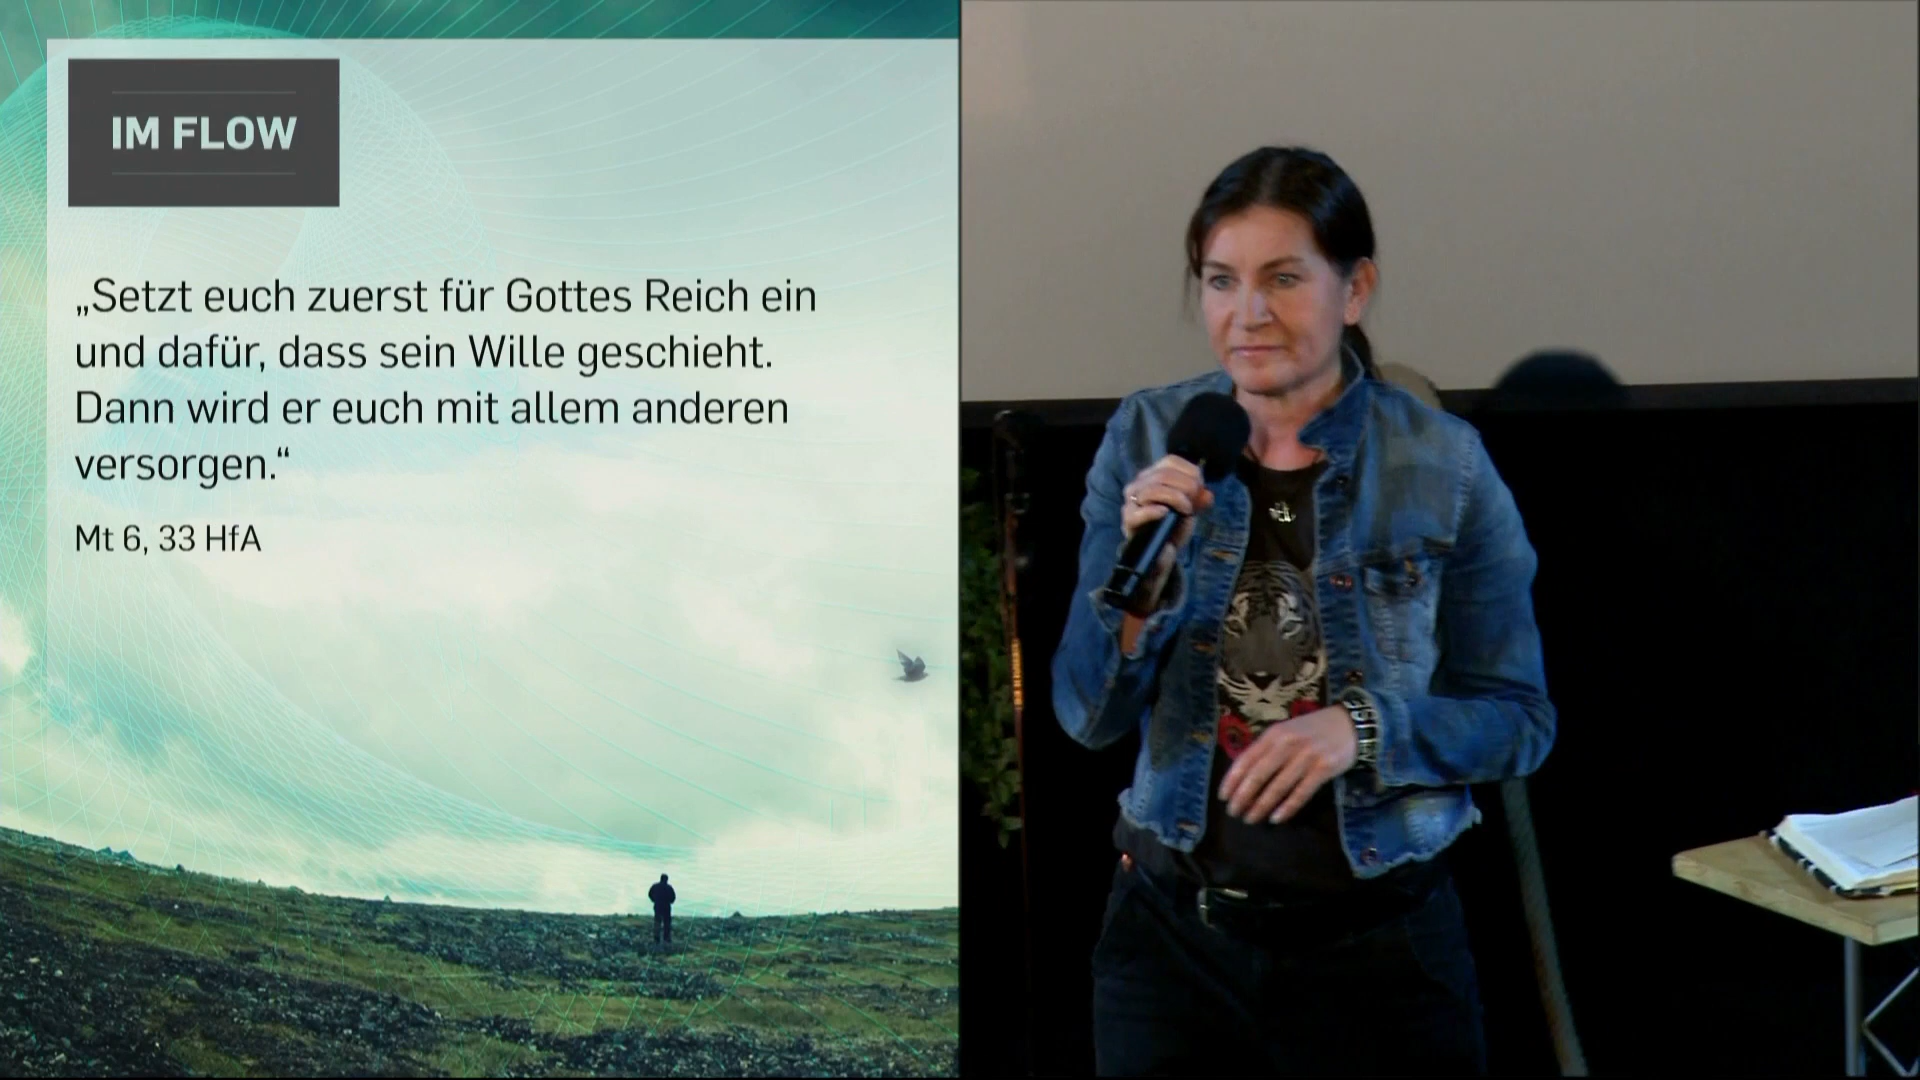 IM FLOW
„Setzt euch zuerst für Gottes Reich ein
und dafür, dass sein Wille geschieht.
Dann wird er euch mit allem anderen
versorgen.“
Mt 6, 33 HfA